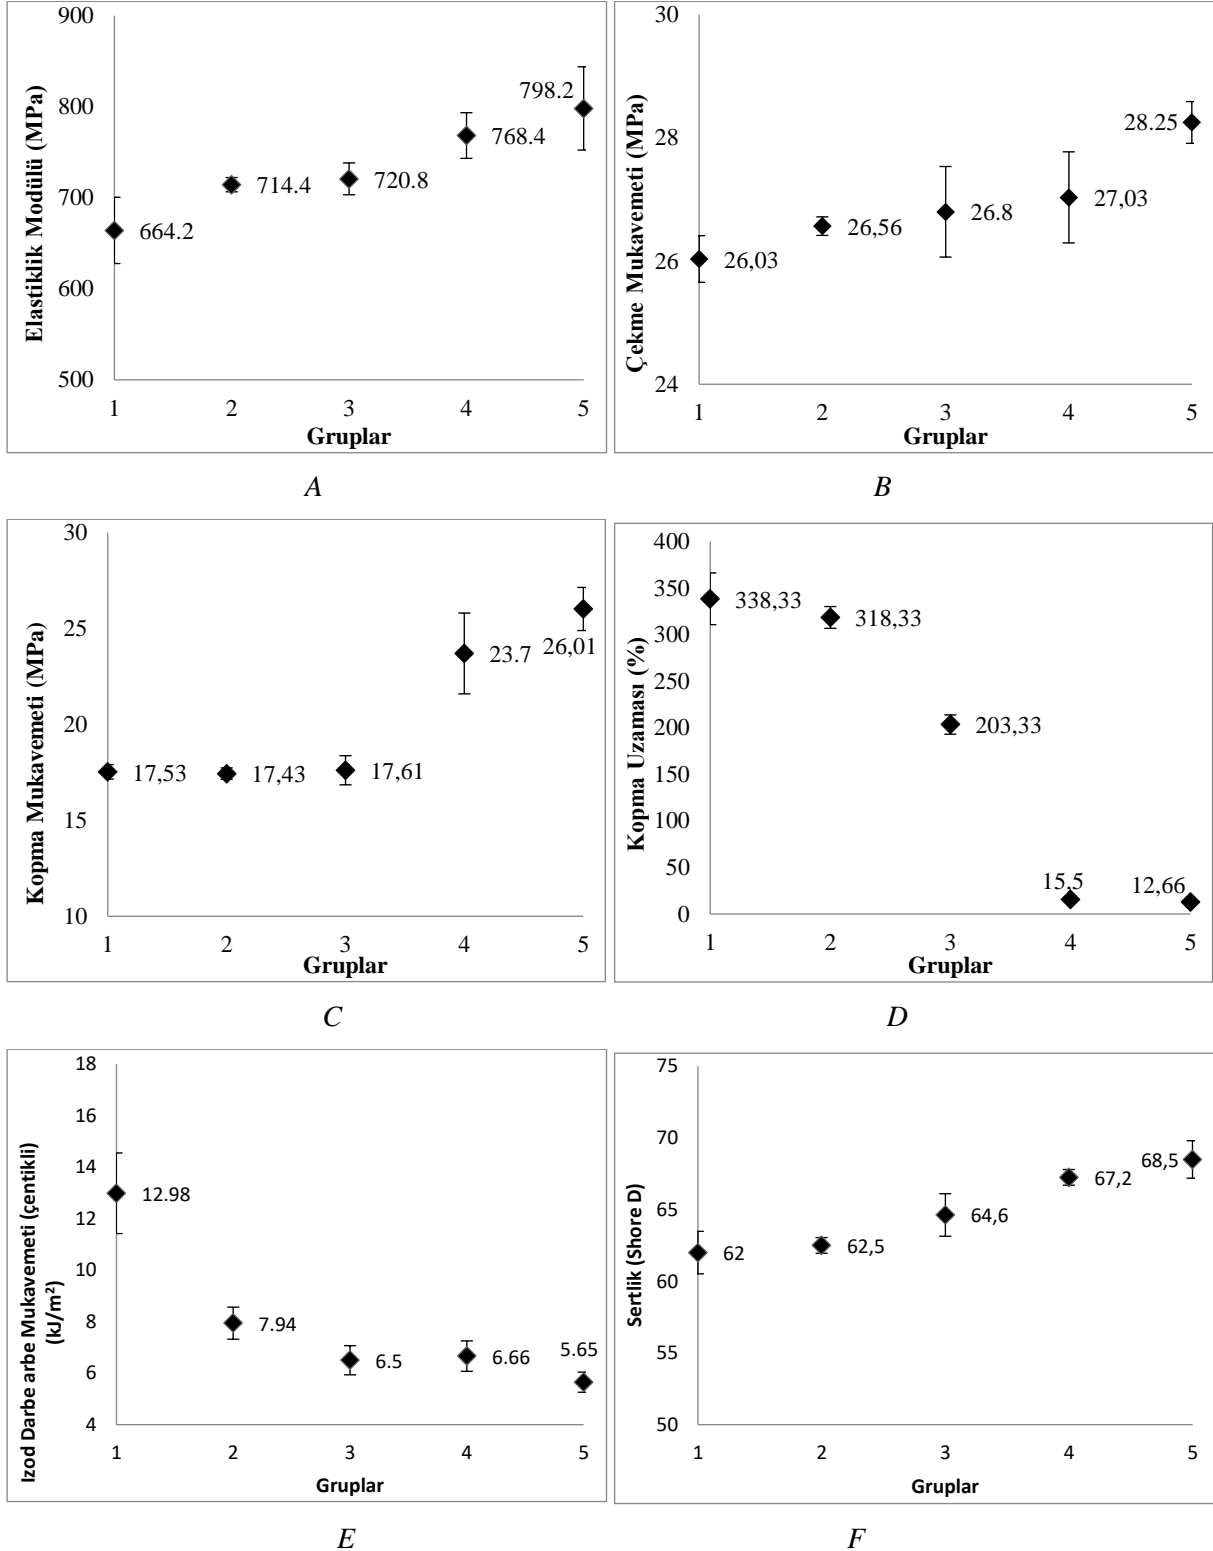 Elastiklik Modülü (MPa)
900
800
700
600
500
664.2
714.4
720.8
768.4
798.2
1 2 3 4 5
Gruplar
A
Çekme Mukavemeti (MPa)
30
28
26
24
26,03
26,56
26.8
27,03
28.25
1 2 3 4 5
Gruplar
B
Kopma Mukavemeti (MPa)
30
25
20
15
10
17,53
17,43
17,61
23.7
26,01
1 2 3 4 5
Gruplar
C
Kopma Uzaması (%)
400
350
300
250
200
150
100
50
0
338,33
318,33
203,33
15,5
12,66
1 2 3 4 5
Gruplar
D
Izod Darbe arbe Mukavemeti (çentikli)
(kJ/m²)
18
16
14
12
10
8
6
4
12.98
7.94
6.5
6.66
5.65
1 2 3 4 5
Gruplar
E
Sertlik (Shore D)
75
70
65
60
55
50
62
62,5
64,6
67,2
68,5
1 2 3 4 5
Gruplar
F